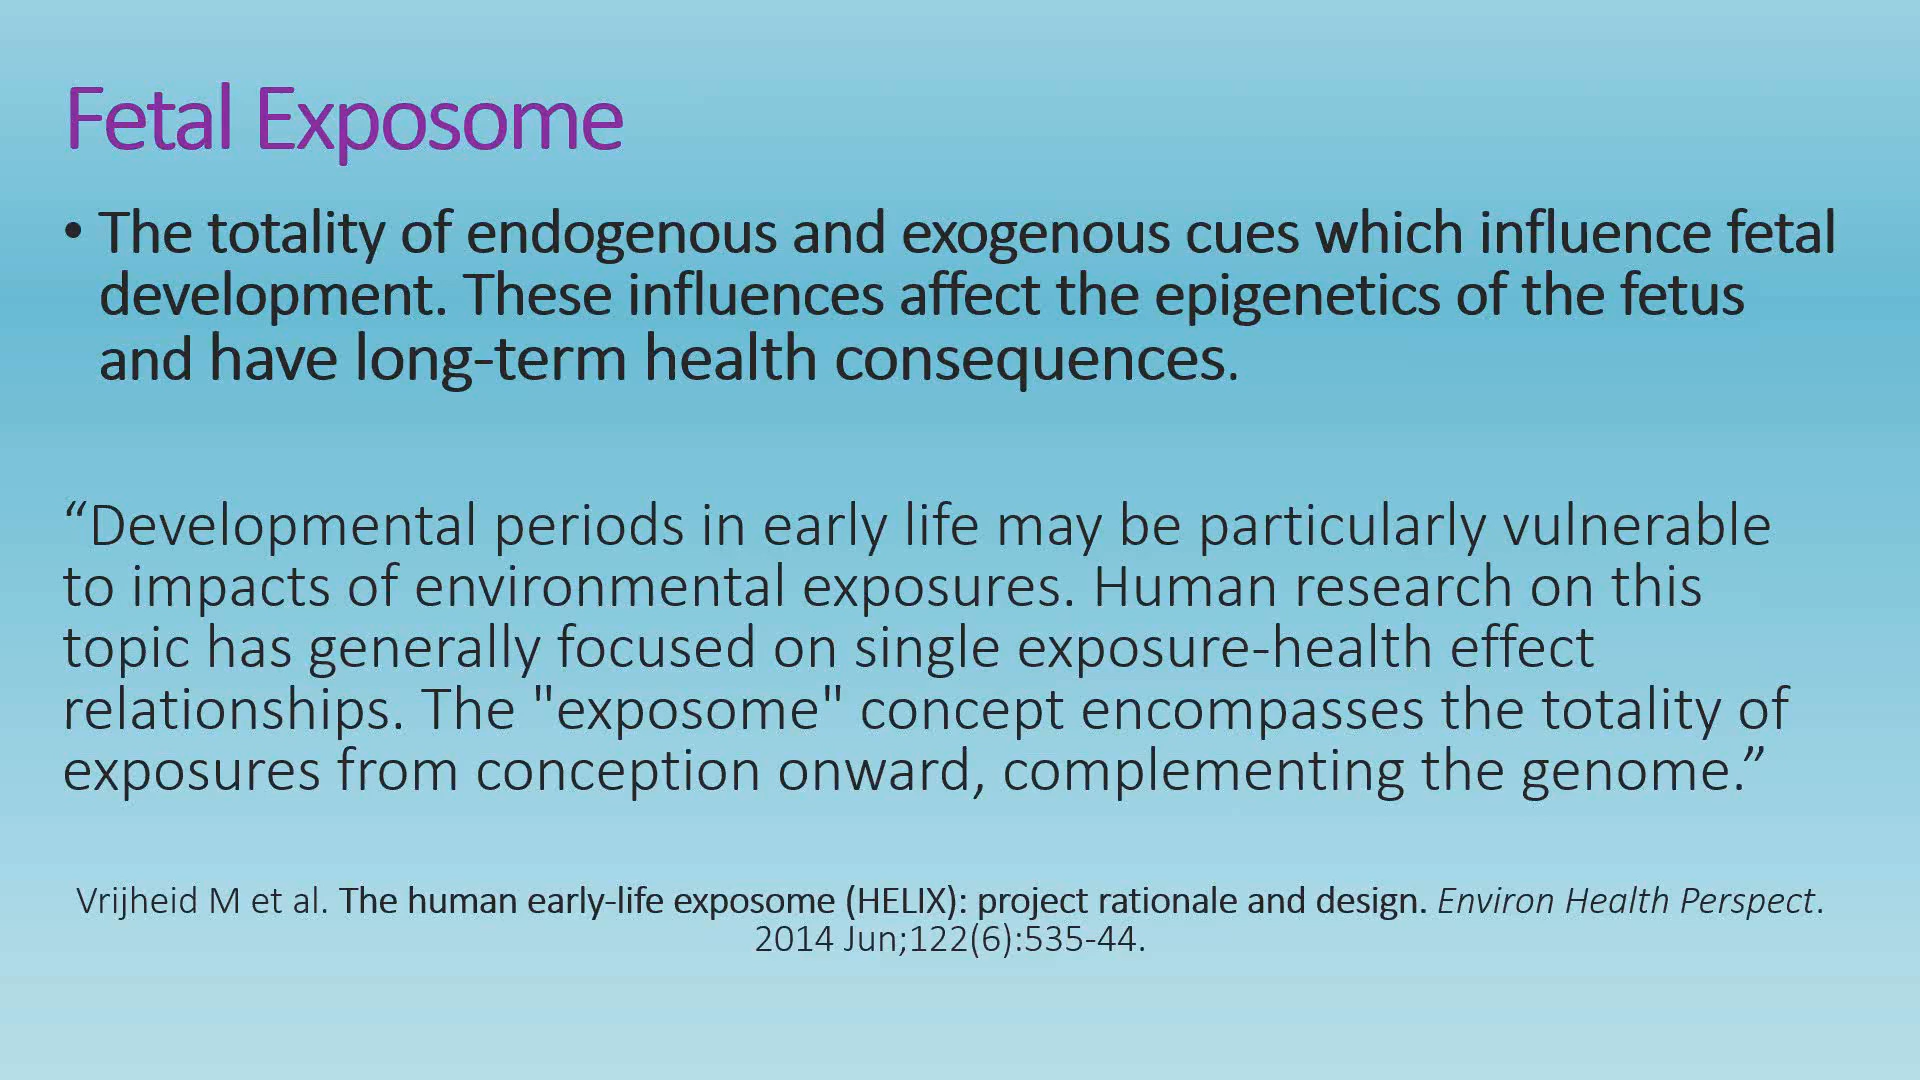 Fetal Exposome
• The totality of endogenous and exogenous cues which influence fetal
development. These influences affect the epigenetics of the fetus
and have long-term health consequences.
“Developmental periods in early life may be particularly vulnerable
to impacts of environmental exposures. Human research on this
topic has generally focused on single exposure-health effect
relationships. The "exposome" concept encompasses the totality of
exposures from conception onward, complementing the genome.”
Vrijheid M et al. The human early-life exposome (HELIX): project rationale and design. Environ Health Perspect.
2014 Jun;122(6):535-44.